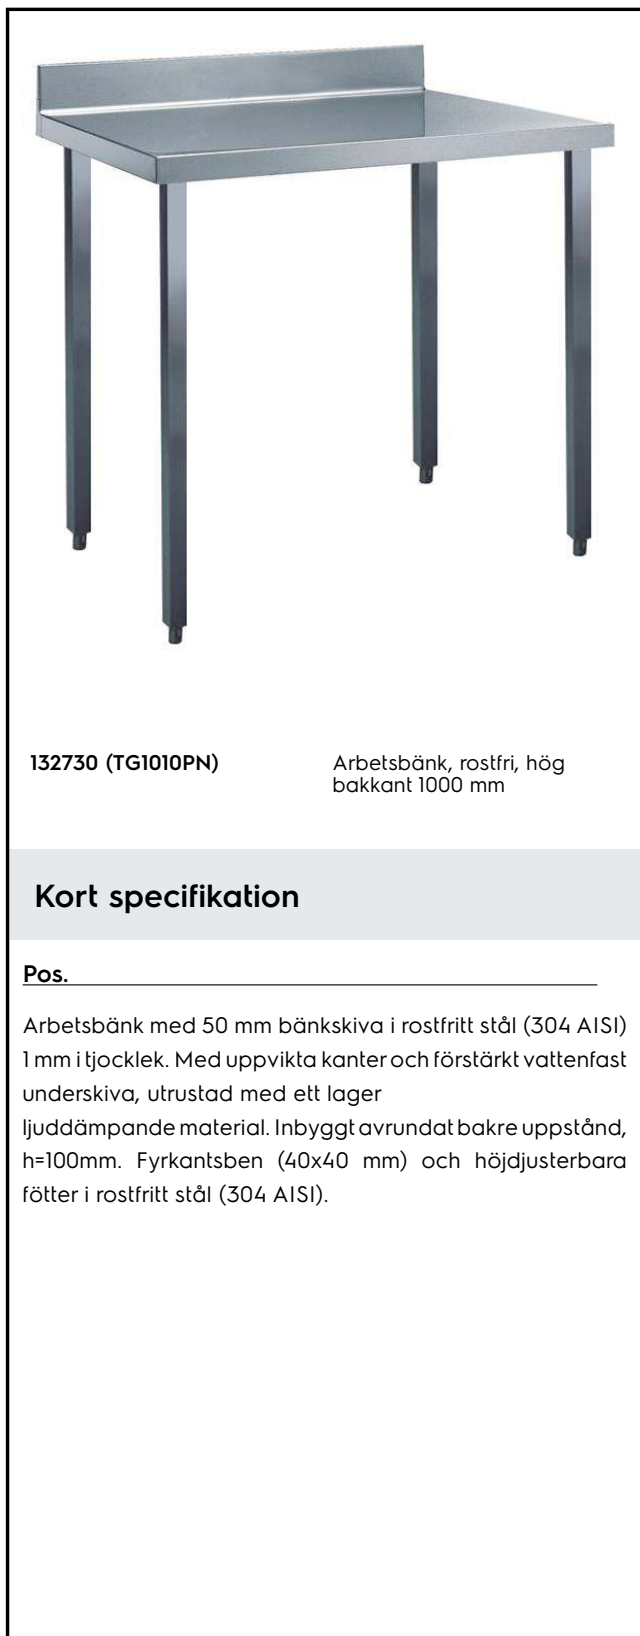 132730 (TG1010PN)
Arbetsbänk, rostfri, hög
bakkant 1000 mm
Kort specifikation
Pos.
Arbetsbänk med 50 mm bänkskiva i rostfritt stål (304 AISI)
1 mm i tjocklek. Med uppvikta kanter och förstärkt vattenfast
underskiva, utrustad med ett lager
ljuddämpande material. Inbyggt avrundat bakre uppstånd,
h=100mm. Fyrkantsben (40x40 mm) och höjdjusterbara
fötter i rostfritt stål (304 AISI).